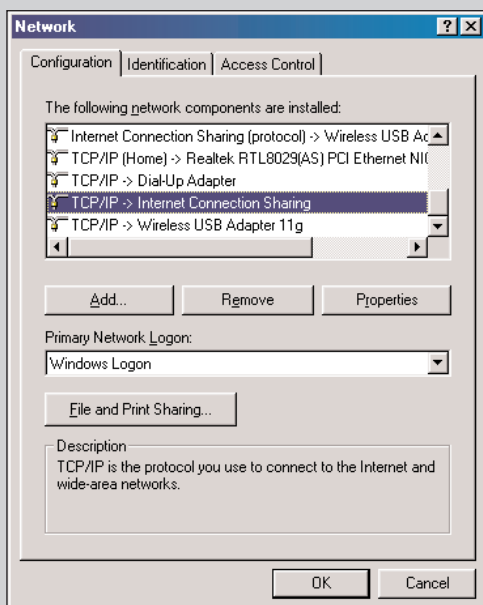 Network
Configuration Identification Access Control
The following network components are installed:
Internet Connection Sharing (protocol) -> Wireless USB Ad
TCP/IP (Home) -> Realtek RTL8029(AS) PCI Ethernet NI(
TCP/IP -> Dial-Up Adapter
TCP/IP -> Internet Connection Sharing
TCP/IP -> Wireless USB Adapter 11g
Add... Remove Properties
Primary Network Logon:
Windows Logon
File and Print Sharing...
Description
TCP/IP is the protocol you use to connect to the Internet and
wide-area networks.
OK Cancel